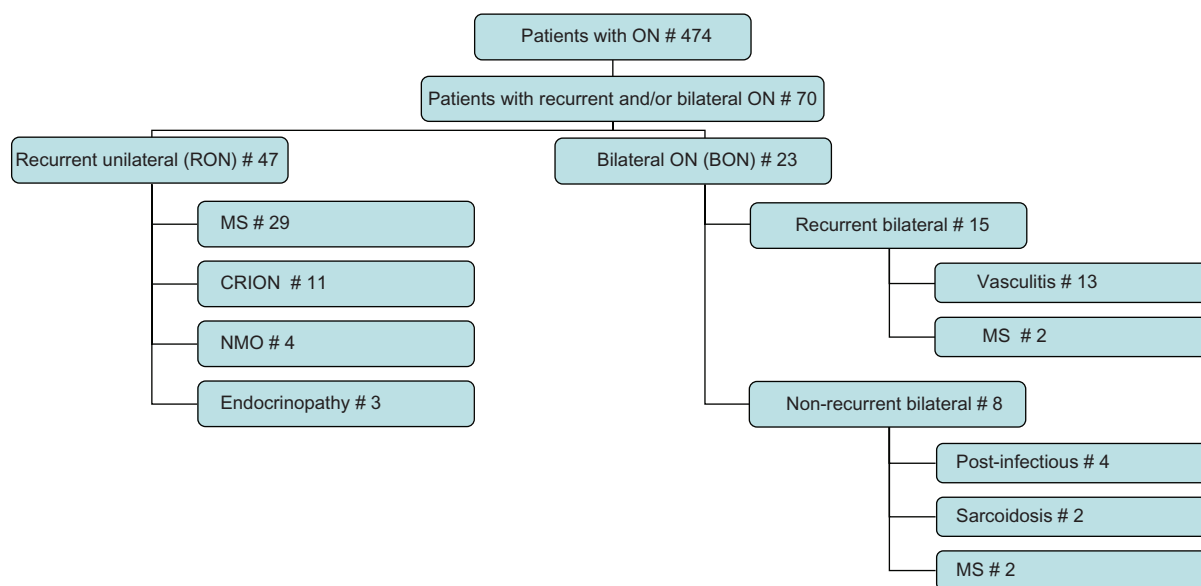 Patients with ON # 474
Patients with recurrent and/or bilateral ON # 70
Recurrent unilateral (RON) # 47
MS # 29
CRION # 11
NMO # 4
Endocrinopathy # 3
Bilateral ON (BON) # 23
Recurrent bilateral # 15
Vasculitis # 13
MS # 2
Non-recurrent bilateral # 8
Post-infectious # 4
Sarcoidosis # 2
MS # 2